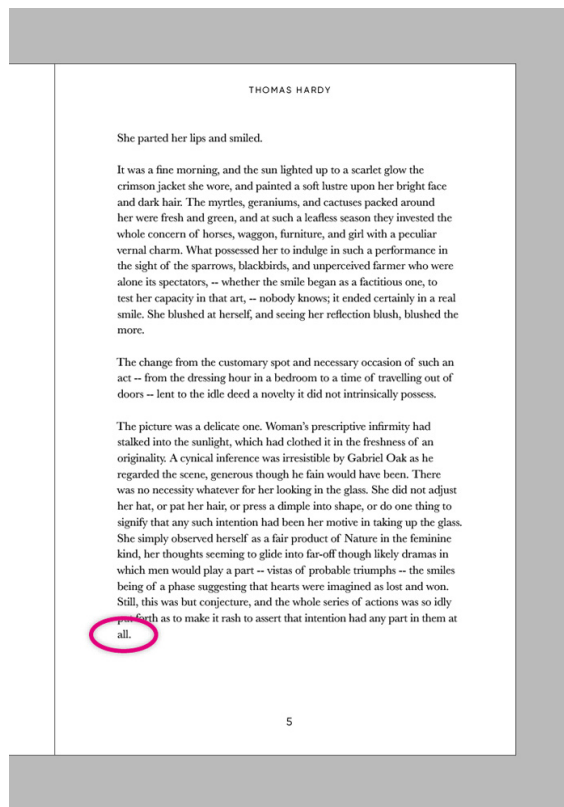 THOMAS HARDY
She parted her lips and smiled.
It was a fine morning, and the sun lighted up to a scarlet glow the
crimson jacket she wore, and painted a soft lustre upon her bright face
and dark hair. The myrtles, geraniums, and cactuses packed around
her were fresh and green, and at such a leafless season they invested the
whole concern of horses, waggon, furniture, and girl with a peculiar
vernal charm. What possessed her to indulge in such a performance in
the sight of the sparrows, blackbirds, and unperceived farmer who were
alone its spectators, -- whether the smile began as a factitious one, to
test her capacity in that art, -- nobody knows; it ended certainly in a real
smile. She blushed at herself, and seeing her reflection blush, blushed the
more.
The change from the customary spot and necessary occasion of such an
act -- from the dressing hour in a bedroom to a time of travelling out of
doors -- lent to the idle deed a novelty it did not intrinsically possess.
The picture was a delicate one. Woman’s prescriptive infirmity had
stalked into the sunlight, which had clothed it in the freshness of an
originality. A cynical inference was irresistible by Gabriel Oak as he
regarded the scene, generous though he fain would have been. There
was no necessity whatever for her looking in the glass. She did not adjust
her hat, or pat her hair, or press a dimple into shape, or do one thing to
signify that any such intention had been her motive in taking up the glass.
She simply observed herself as a fair product of Nature in the feminine
kind, her thoughts seeming to glide into far-off though likely dramas in
which men would play a part -- vistas of probable triumphs -- the smiles
being of a phase suggesting that hearts were imagined as lost and won.
Still, this was but conjecture, and the whole series of actions was so idly
put forth as to make it rash to assert that intention had any part in them at
all.
5